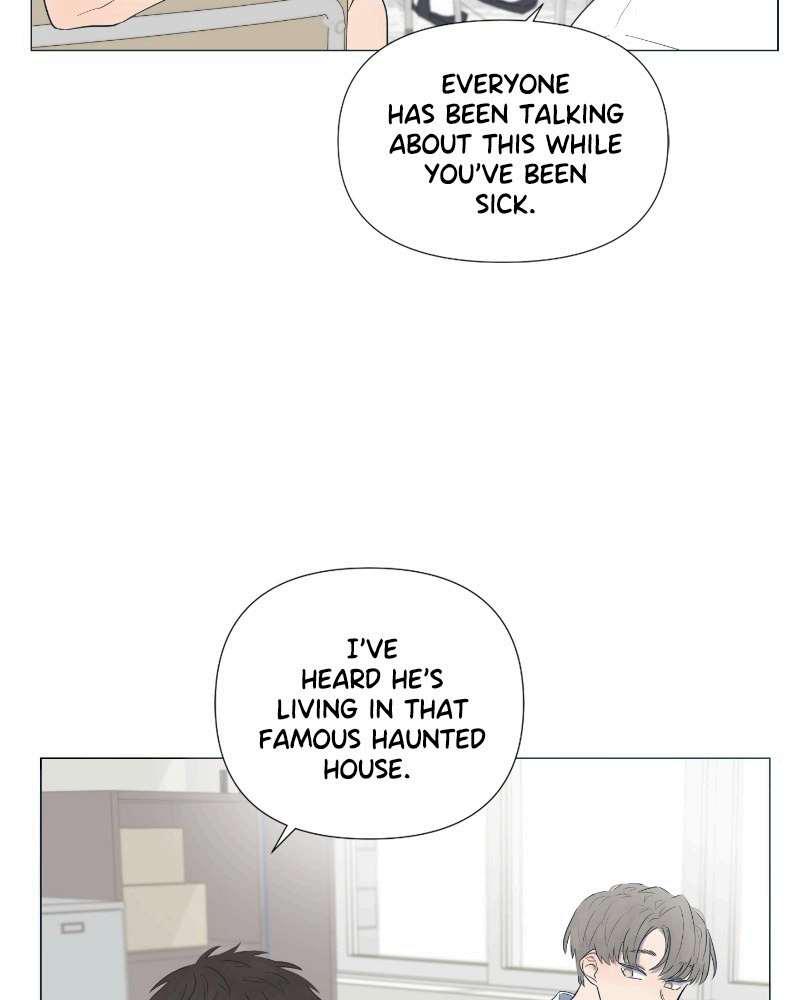 EVERYONE
HAS BEEN TALKING
ABOUT THIS WHILE
YOU'VE BEEN
SICK.
I'VE
HEARD HE'S
LIVING IN THAT
FAMOUS HAUNTED
HOUSE.